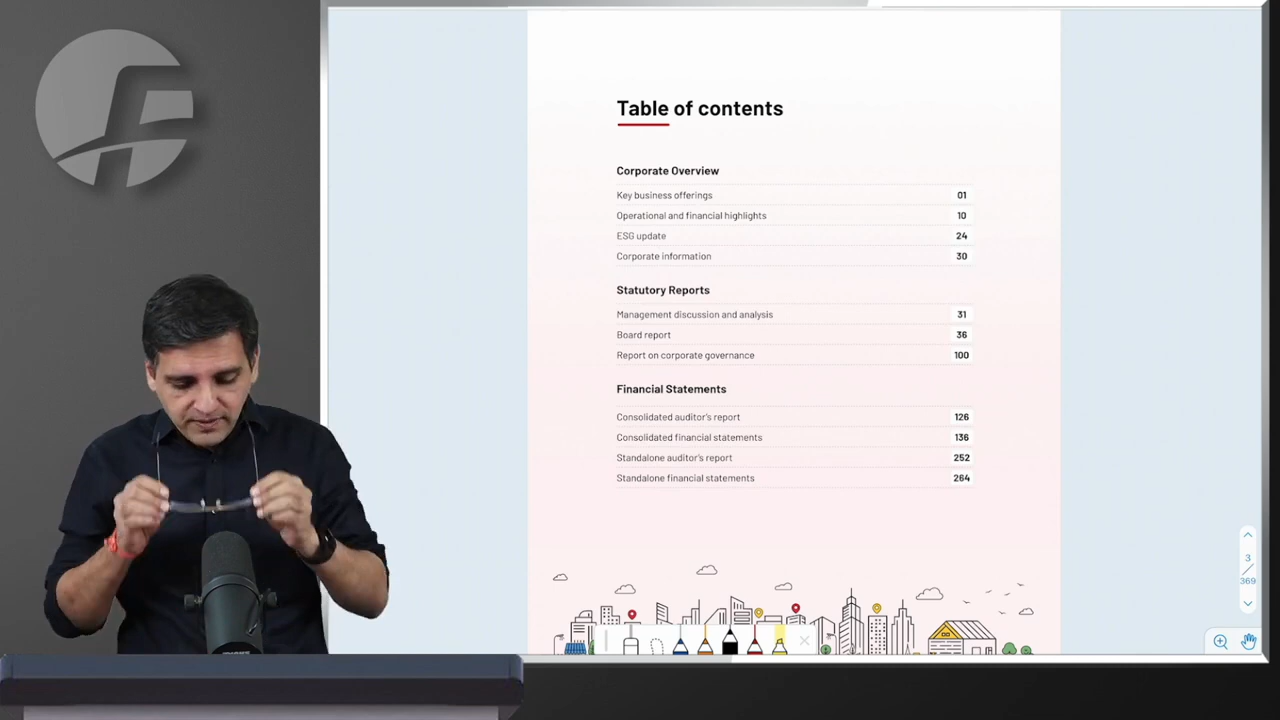 Table of contents
Corporate Overview
Key business offerings 01
Operational and financial highlights 10
ESG update 24
Corporate information 30
Statutory Reports
Management discussion and analysis 31
Board report 36
Report on corporate governance 100
Financial Statements
Consolidated auditor's report 126
Consolidated financial statements 136
Standalone auditor's report 252
Standalone financial statements 264
3
369